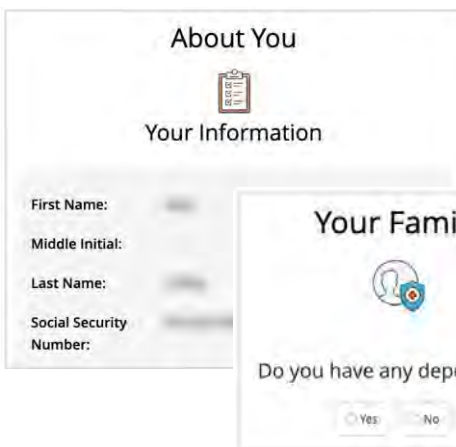 About You
Your Information
First Name:
Middle Initial:
Last Name:
Social Security
Number:
Your Fami
Do you have any depe
Yes No